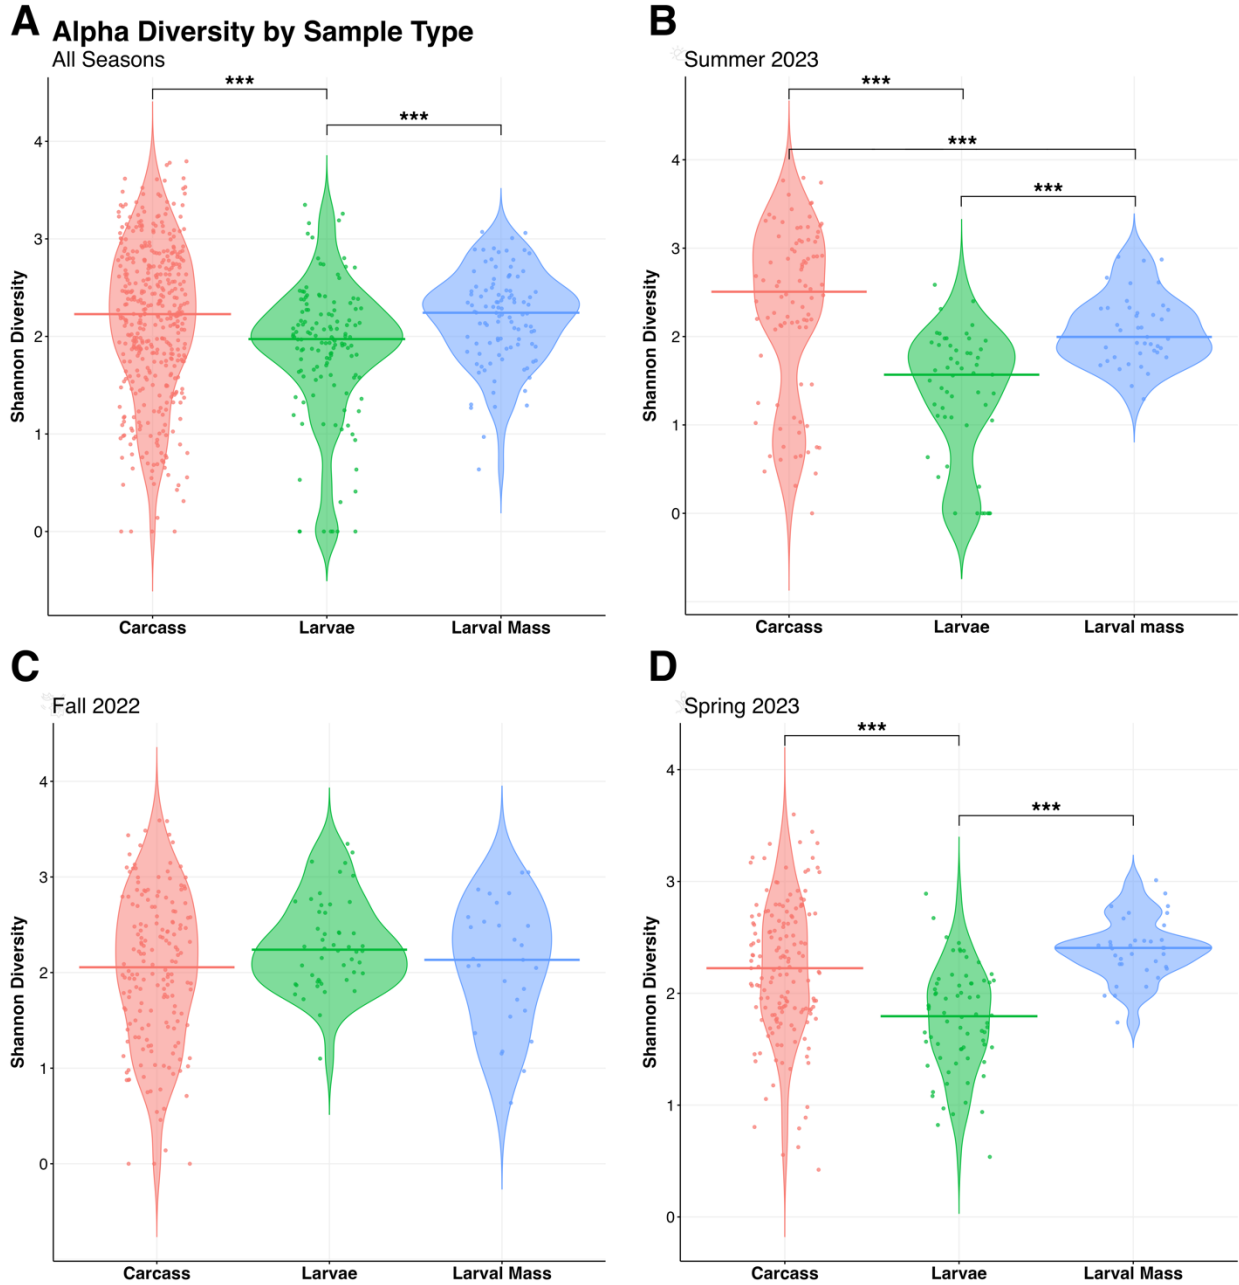 A
Alpha Diversity by Sample Type
All Seasons
***
***
4
3
2
1
0
Shannon Diversity
Carcass
Larvae
Larval Mass
B
Summer 2023
***
***
***
4
3
2
1
0
Shannon Diversity
Carcass
Larvae
Larval mass
C
Fall 2022
4
3
2
1
0
Shannon Diversity
Carcass
Larvae
Larval Mass
D
Spring 2023
***
***
4
3
2
1
0
Shannon Diversity
Carcass
Larvae
Larval Mass